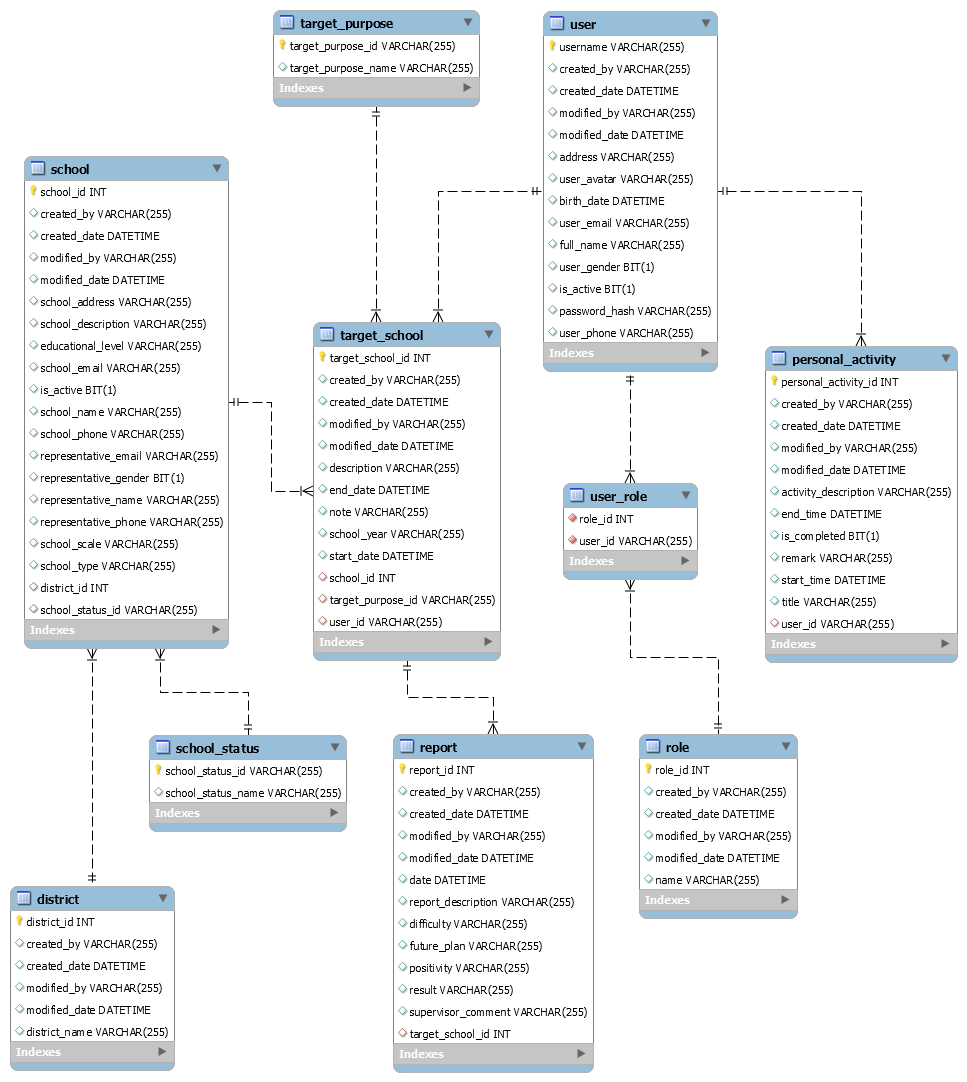 target_purpose
target_purpose_id VARCHAR(255)
target_purpose_name VARCHAR(255)
Indexes
user
username VARCHAR(255)
created_by VARCHAR(255)
created_date DATETIME
modified_by VARCHAR(255)
modified_date DATETIME
address VARCHAR(255)
user_avatar VARCHAR(255)
birth_date DATETIME
user_email VARCHAR(255)
full_name VARCHAR(255)
user_gender BIT(1)
is_active BIT(1)
password_hash VARCHAR(255)
user_phone VARCHAR(255)
Indexes
school
school_id INT
created_by VARCHAR(255)
created_date DATETIME
modified_by VARCHAR(255)
modified_date DATETIME
school_address VARCHAR(255)
school_description VARCHAR(255)
educational_level VARCHAR(255)
school_email VARCHAR(255)
is_active BIT(1)
school_name VARCHAR(255)
school_phone VARCHAR(255)
representative_email VARCHAR(255)
representative_gender BIT(1)
representative_name VARCHAR(255)
representative_phone VARCHAR(255)
school_scale VARCHAR(255)
school_type VARCHAR(255)
district_id INT
school_status_id VARCHAR(255)
Indexes
target_school
target_school_id INT
created_by VARCHAR(255)
created_date DATETIME
modified_by VARCHAR(255)
modified_date DATETIME
description VARCHAR(255)
end_date DATETIME
note VARCHAR(255)
school_year VARCHAR(255)
start_date DATETIME
school_id INT
target_purpose_id VARCHAR(255)
user_id VARCHAR(255)
Indexes
personal_activity
personal_activity_id INT
created_by VARCHAR(255)
created_date DATETIME
modified_by VARCHAR(255)
modified_date DATETIME
activity_description VARCHAR(255)
end_time DATETIME
is_completed BIT(1)
remark VARCHAR(255)
start_time DATETIME
title VARCHAR(255)
user_id VARCHAR(255)
Indexes
user_role
role_id INT
user_id VARCHAR(255)
Indexes
school_status
school_status_id VARCHAR(255)
school_status_name VARCHAR(255)
Indexes
report
report_id INT
created_by VARCHAR(255)
created_date DATETIME
modified_by VARCHAR(255)
modified_date DATETIME
date DATETIME
report_description VARCHAR(255)
difficulty VARCHAR(255)
future_plan VARCHAR(255)
positivity VARCHAR(255)
result VARCHAR(255)
supervisor_comment VARCHAR(255)
target_school_id INT
Indexes
role
role_id INT
created_by VARCHAR(255)
created_date DATETIME
modified_by VARCHAR(255)
modified_date DATETIME
name VARCHAR(255)
Indexes
district
district_id INT
created_by VARCHAR(255)
created_date DATETIME
modified_by VARCHAR(255)
modified_date DATETIME
district_name VARCHAR(255)
Indexes